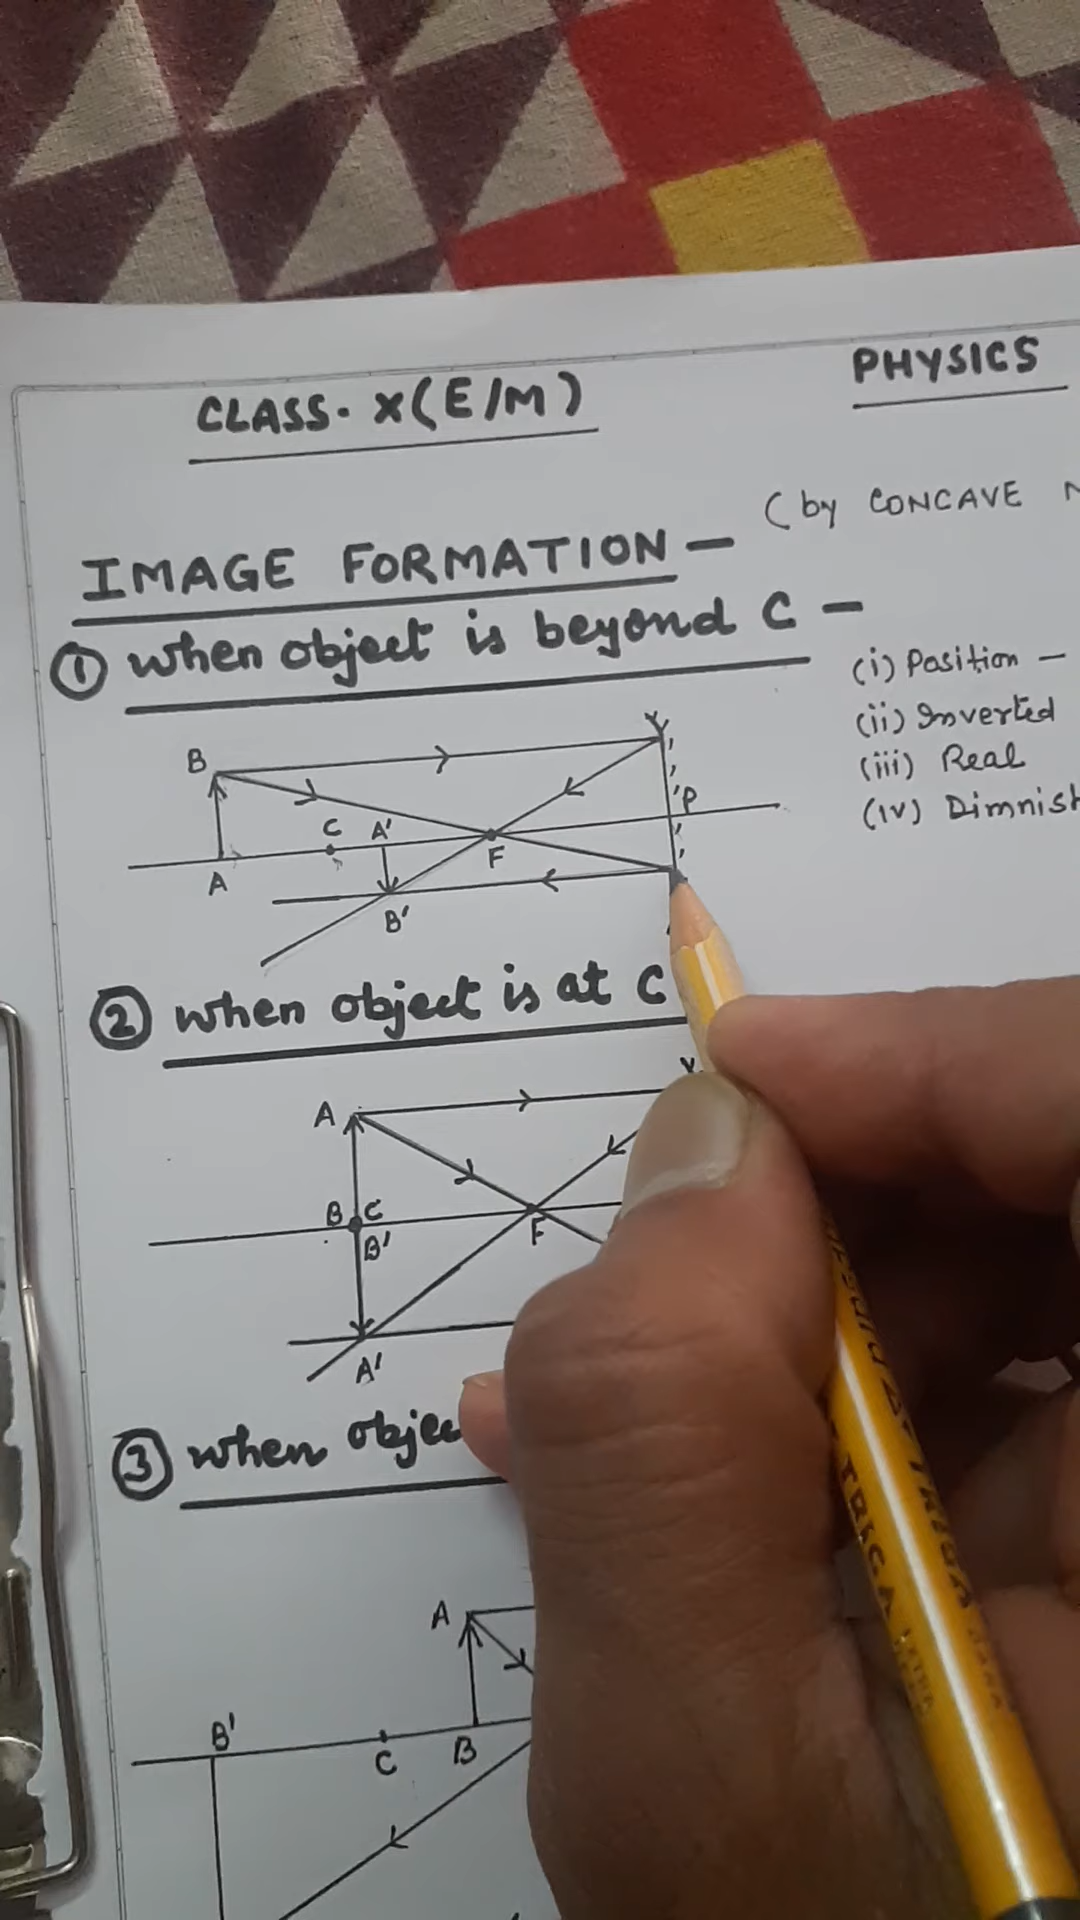 CLASS. X(E/M)
PHYSICS
(by CONCAVE
IMAGE FORMATION -
① when object is beyond C -
(i) Position -
(ii) Inverted
(iii) Real
(iv)
B
C A' F P
A
B'
② when object is at C
A
B C
B'
F
A'
③ when
A
B'
C B